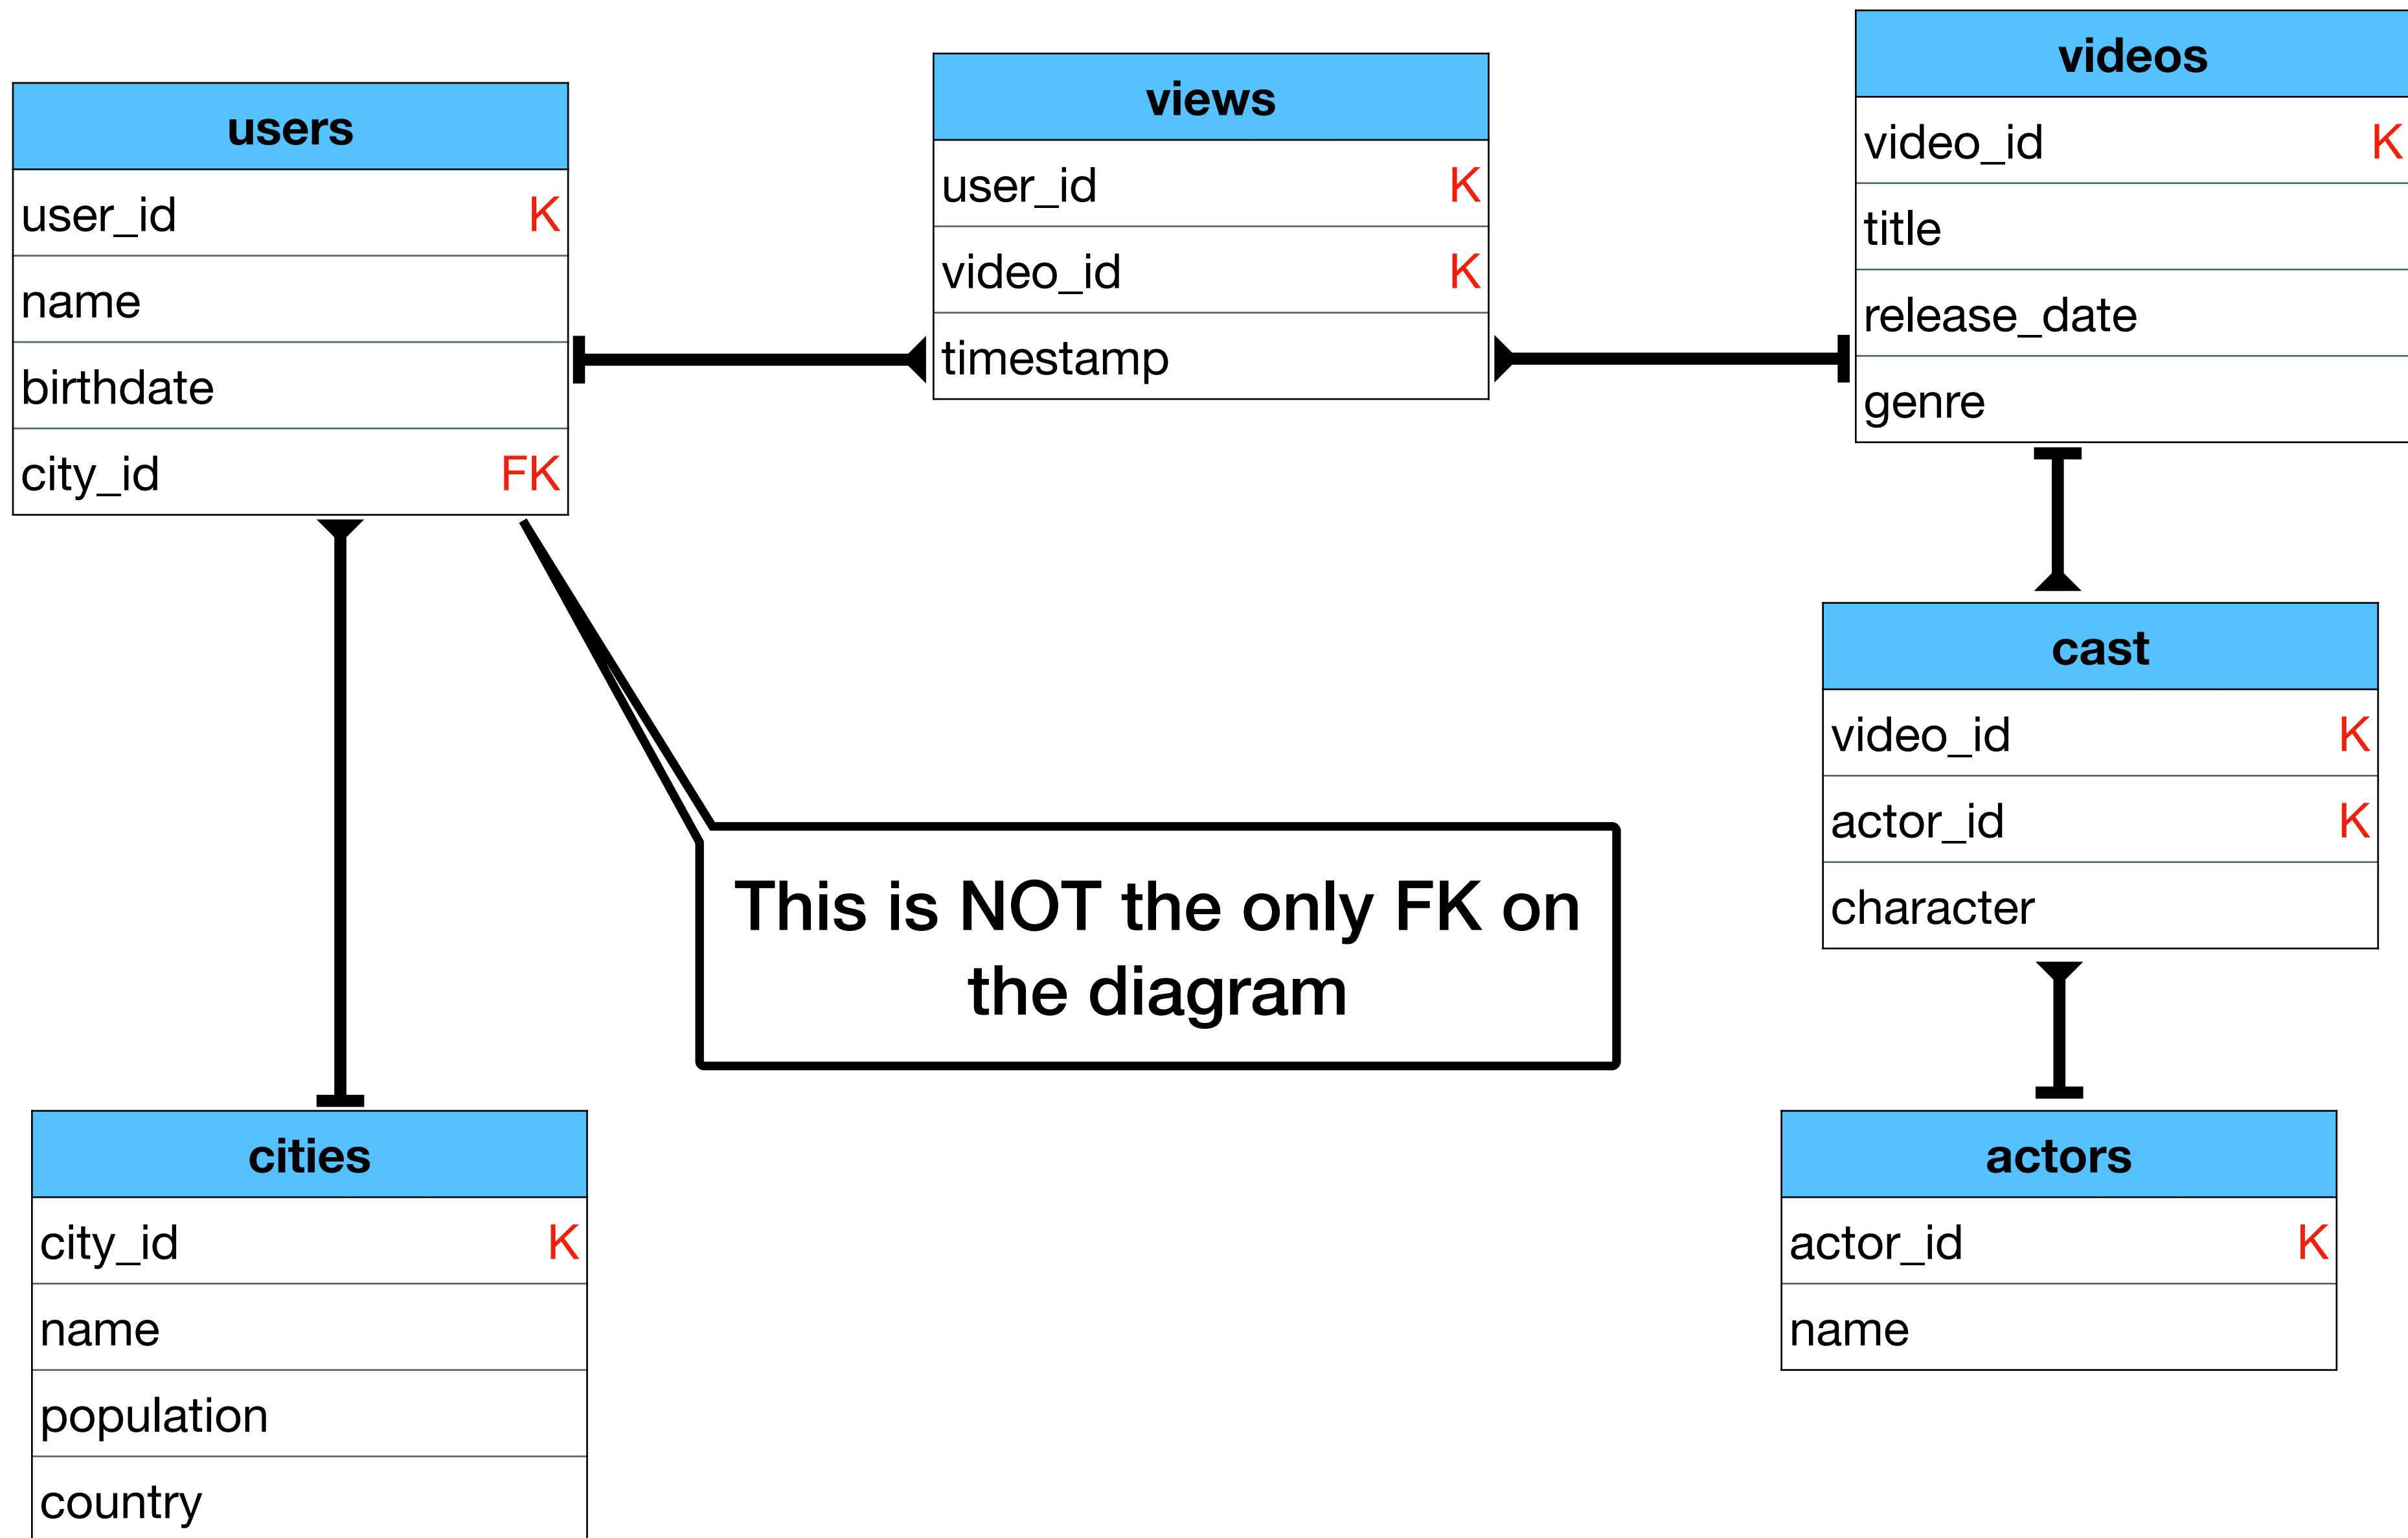 users
user_id K
name
birthdate
city_id FK
views
user_id K
video_id K
timestamp
videos
video_id K
title
release_date
genre
cast
video_id K
actor_id K
character
This is NOT the only FK on
the diagram
cities
city_id K
name
population
country
actors
actor_id K
name